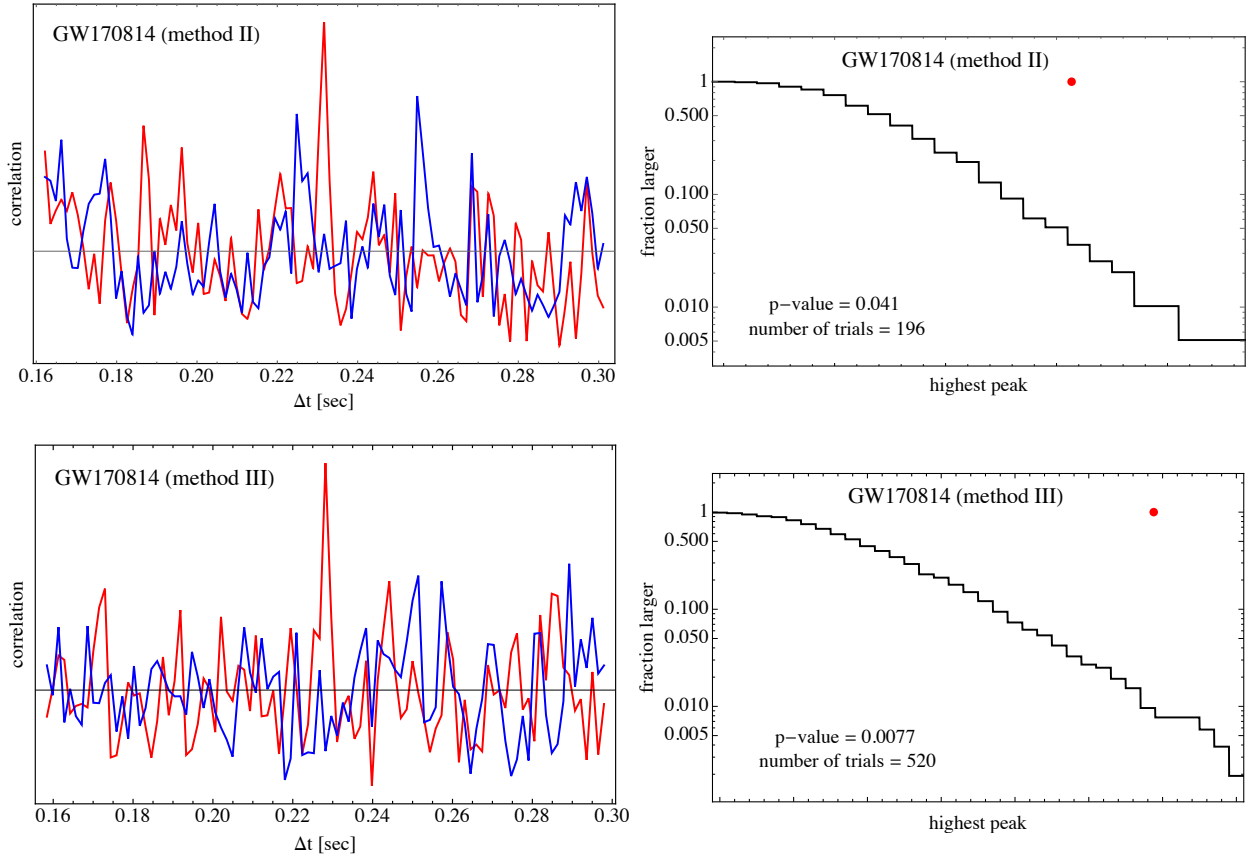 GW170814 (method II)
correlation
0.16 0.18 0.20 0.22 0.24 0.26 0.28 0.30
Δt [sec]
GW170814 (method II)
fraction larger
1
0.500
0.100
0.050
0.010
0.005
p-value = 0.041
number of trials = 196
highest peak
GW170814 (method III)
correlation
0.16 0.18 0.20 0.22 0.24 0.26 0.28 0.30
Δt [sec]
GW170814 (method III)
fraction larger
1
0.500
0.100
0.050
0.010
0.005
p-value = 0.0077
number of trials = 520
highest peak